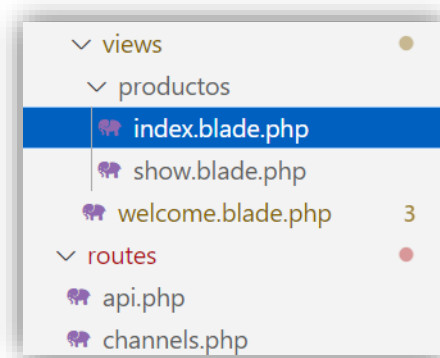 views
productos
index.blade.php
show.blade.php
welcome.blade.php 3
routes
api.php
channels.php